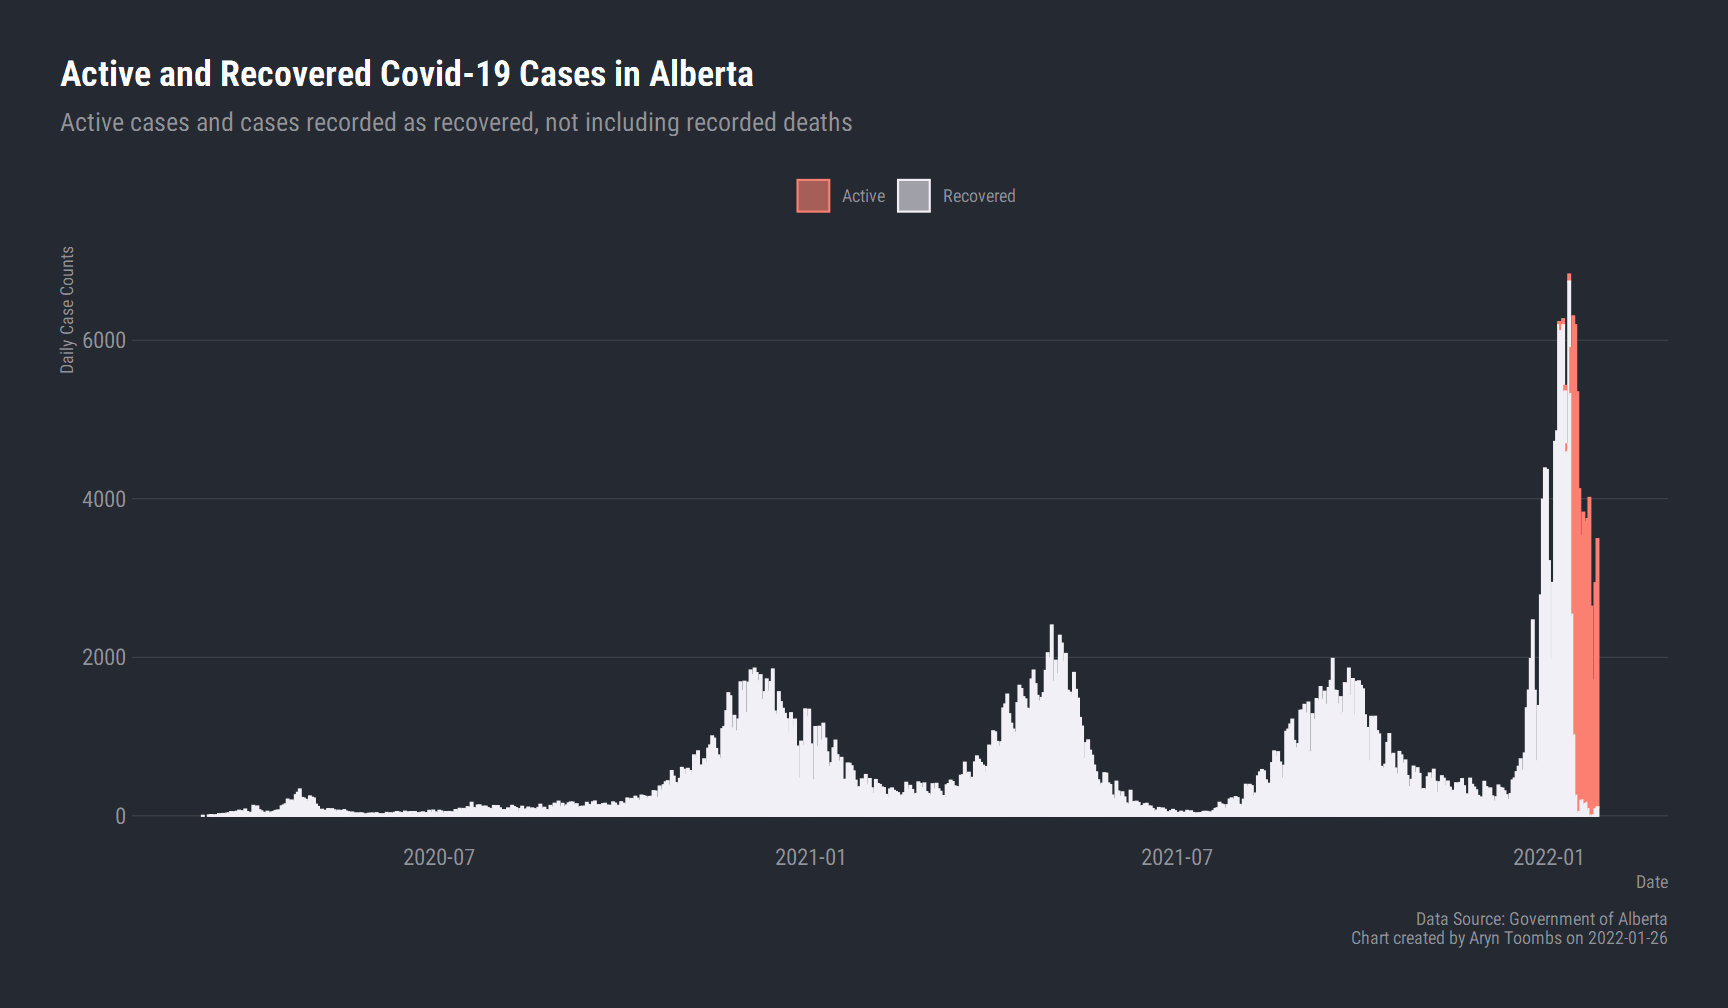 Active and Recovered Covid-19 Cases in Alberta
Active cases and cases recorded as recovered, not including recorded deaths
Active
Recovered
Daily Case Counts
6000
4000
2000
0
2020-07
2021-01
2021-07
2022-01
Date
Data Source: Government of Alberta
Chart created by Aryn Toombs on 2022-01-26